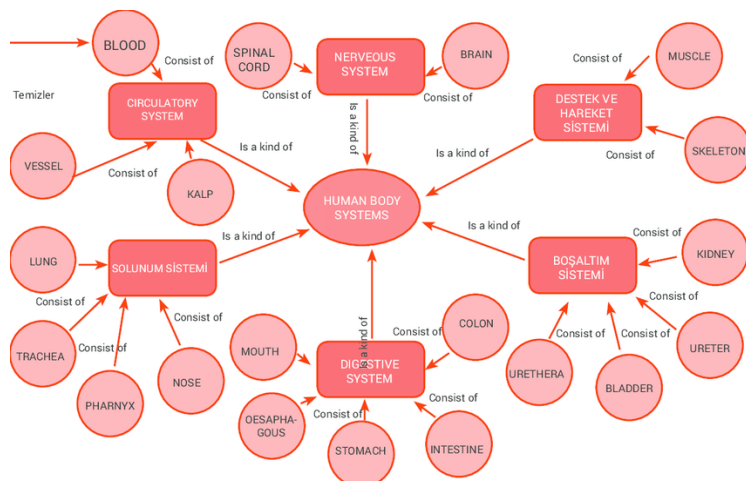 BLOOD
Consist of
SPINAL
CORD
NERVEOUS
SYSTEM
BRAIN
Consist of
MUSCLE
Temizler
CIRCULATORY
SYSTEM
Consist of
Consist of
DESTEK VE
HAREKET
SİSTEMİ
Is a kind of
Is a kind of
Is a kind of
Consist of
SKELETON
VESSEL
Consist of
KALP
HUMAN BODY
SYSTEMS
Is a kind of
Is a kind of
LUNG
SOLUNUM SİSTEMİ
BOŞALTIM
SİSTEMİ
Consist of
KIDNEY
Consist of
Consist of
Consist of
TRACHEA
Consist of
PHARNYX
NOSE
MOUTH
Is a kind of
DIGESTIVE
SYSTEM
Consist of
COLON
Consist of
Consist of
URETER
URETHERA
BLADDER
OESAPHA-
GOUS
Consist of
STOMACH
Consist of
INTESTINE